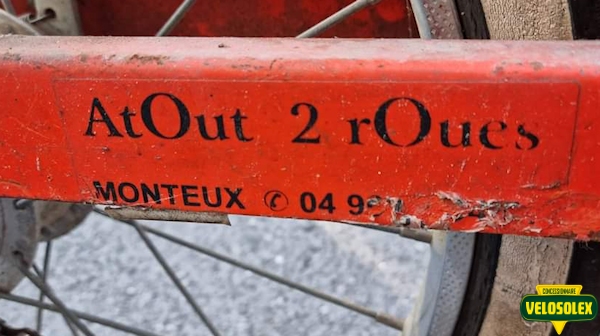 AtOut 2 rOues
MONTEUX ✆ 04 9
CONCESSIONNAIRE
VELOSOLEX